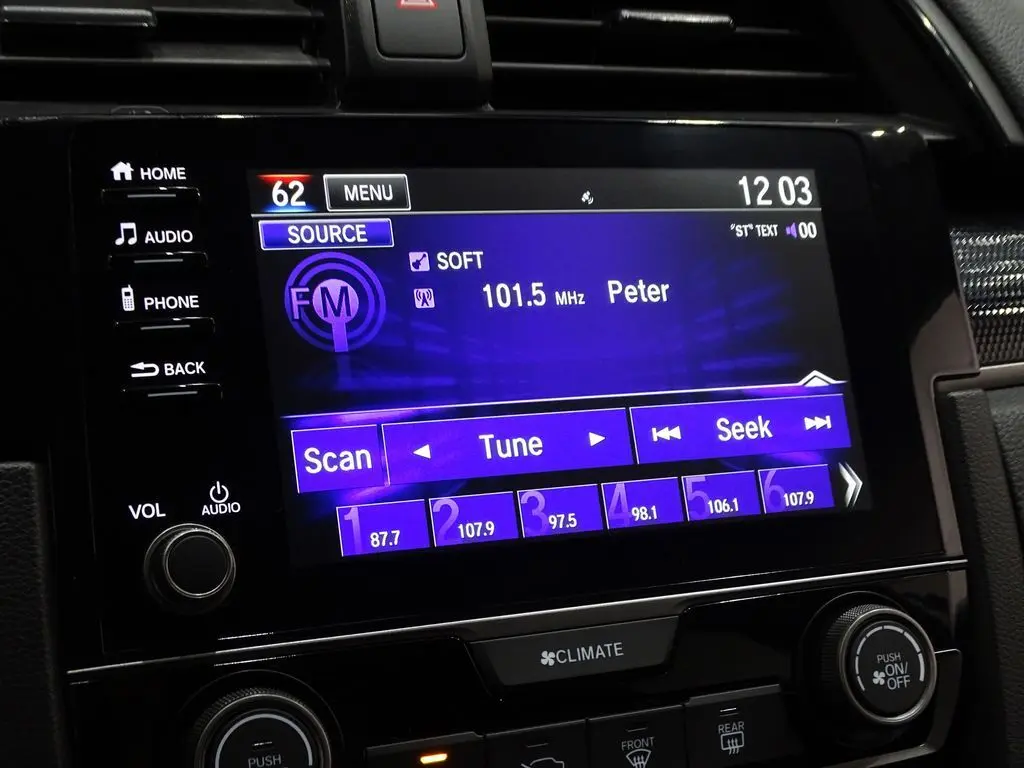 HOME
AUDIO
PHONE
BACK
VOL
AUDIO
62 MENU 12 03
SOURCE "ST" TEXT 00
FM
SOFT
101.5 MHz Peter
Scan Tune Seek
1 87.7 2 107.9 3 97.5 4 98.1 5 106.1 6 107.9
CLIMATE
PUSH
ON/
OFF
PUSH
FRONT
REAR